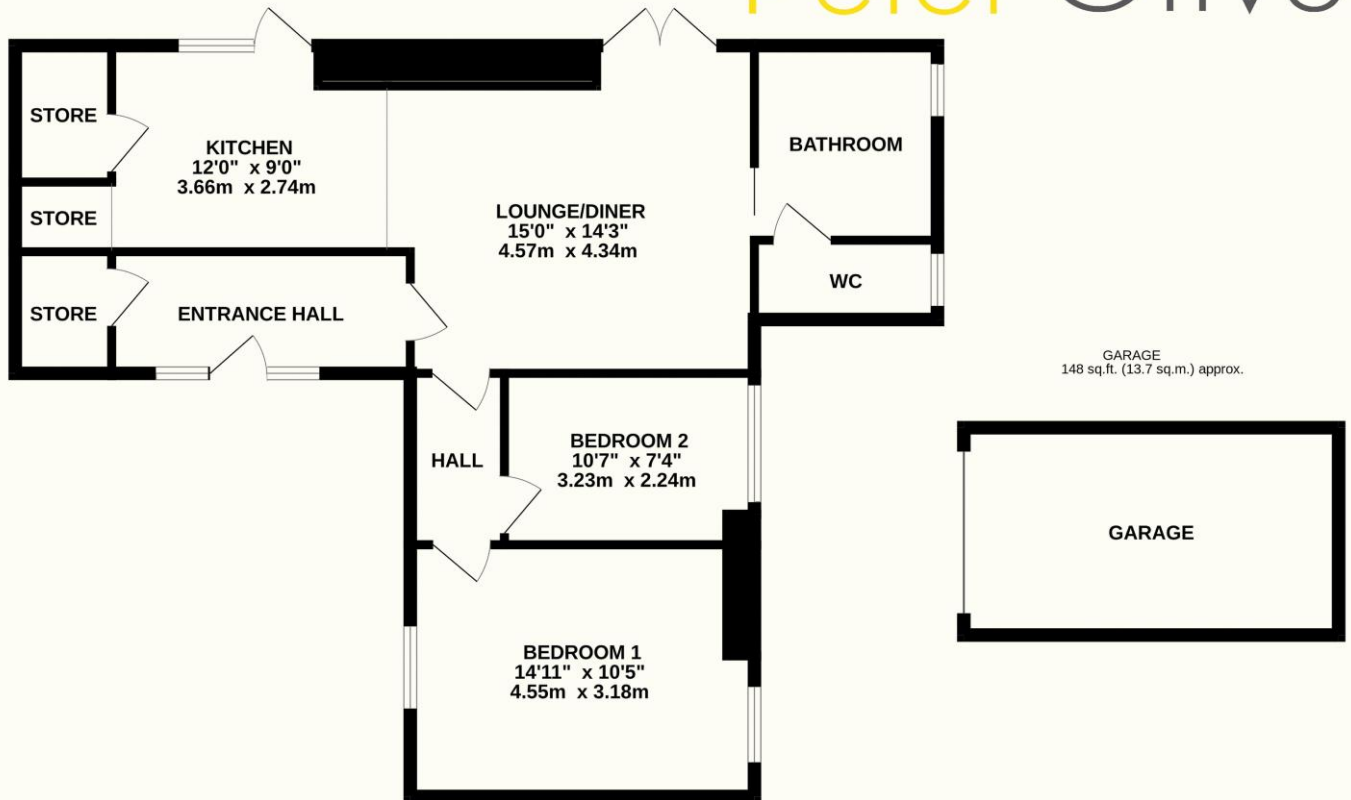 STORE
KITCHEN
12'0" x 9'0"
3.66m x 2.74m
BATHROOM
STORE
LOUNGE/DINER
15'0" x 14'3"
4.57m x 4.34m
WC
STORE
ENTRANCE HALL
GARAGE
148 sq.ft. (13.7 sq.m.) approx.
HALL
BEDROOM 2
10'7" x 7'4"
3.23m x 2.24m
GARAGE
BEDROOM 1
14'11" x 10'5"
4.55m x 3.18m